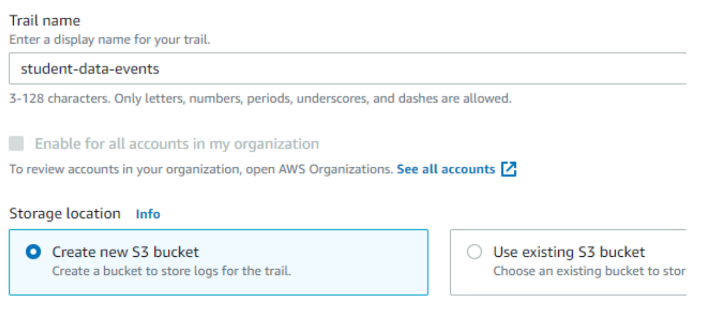 Trail name
Enter a display name for your trail.
student-data-events
3-128 characters. Only letters, numbers, periods, underscores, and dashes are allowed.
Enable for all accounts in my organization
To review accounts in your organization, open AWS Organizations. See all accounts
Storage location Info
Create new S3 bucket
Create a bucket to store logs for the trail.
Use existing S3 bucket
Choose an existing bucket to stor